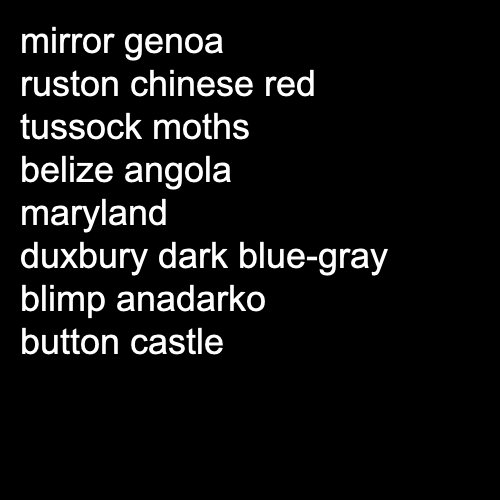 mirror genoa
ruston chinese red
tussock moths
belize angola
maryland
duxbury dark blue-gray
blimp anadarko
button castle